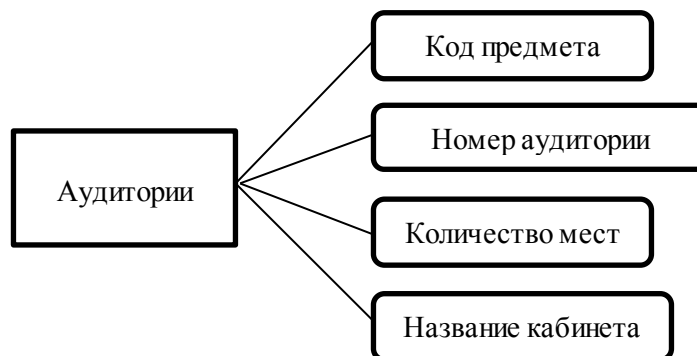 Код предмета
Номер аудитории
Аудитории
Количество мест
Название кабинета